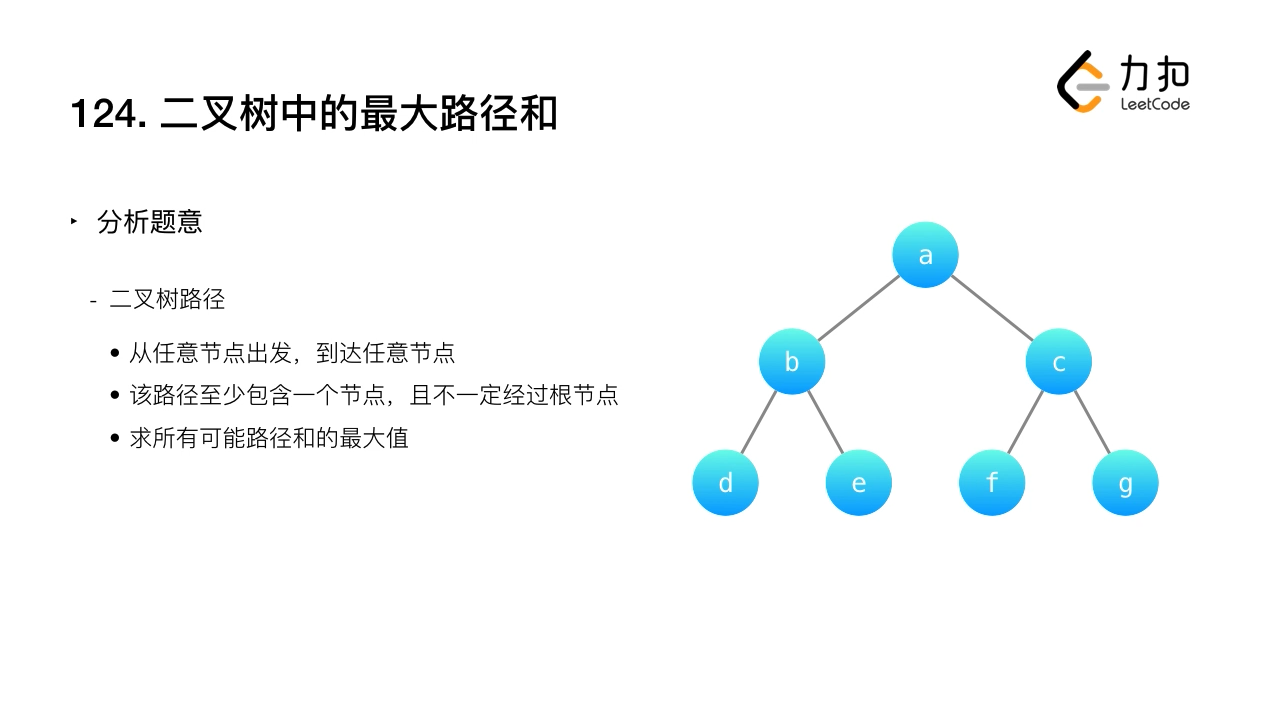 力扣
LeetCode
124. 二叉树中的最大路径和
‣ 分析题意
- 二叉树路径
• 从任意节点出发，到达任意节点
• 该路径至少包含一个节点，且不一定经过根节点
• 求所有可能路径和的最大值
a
b
c
d
e
f
g